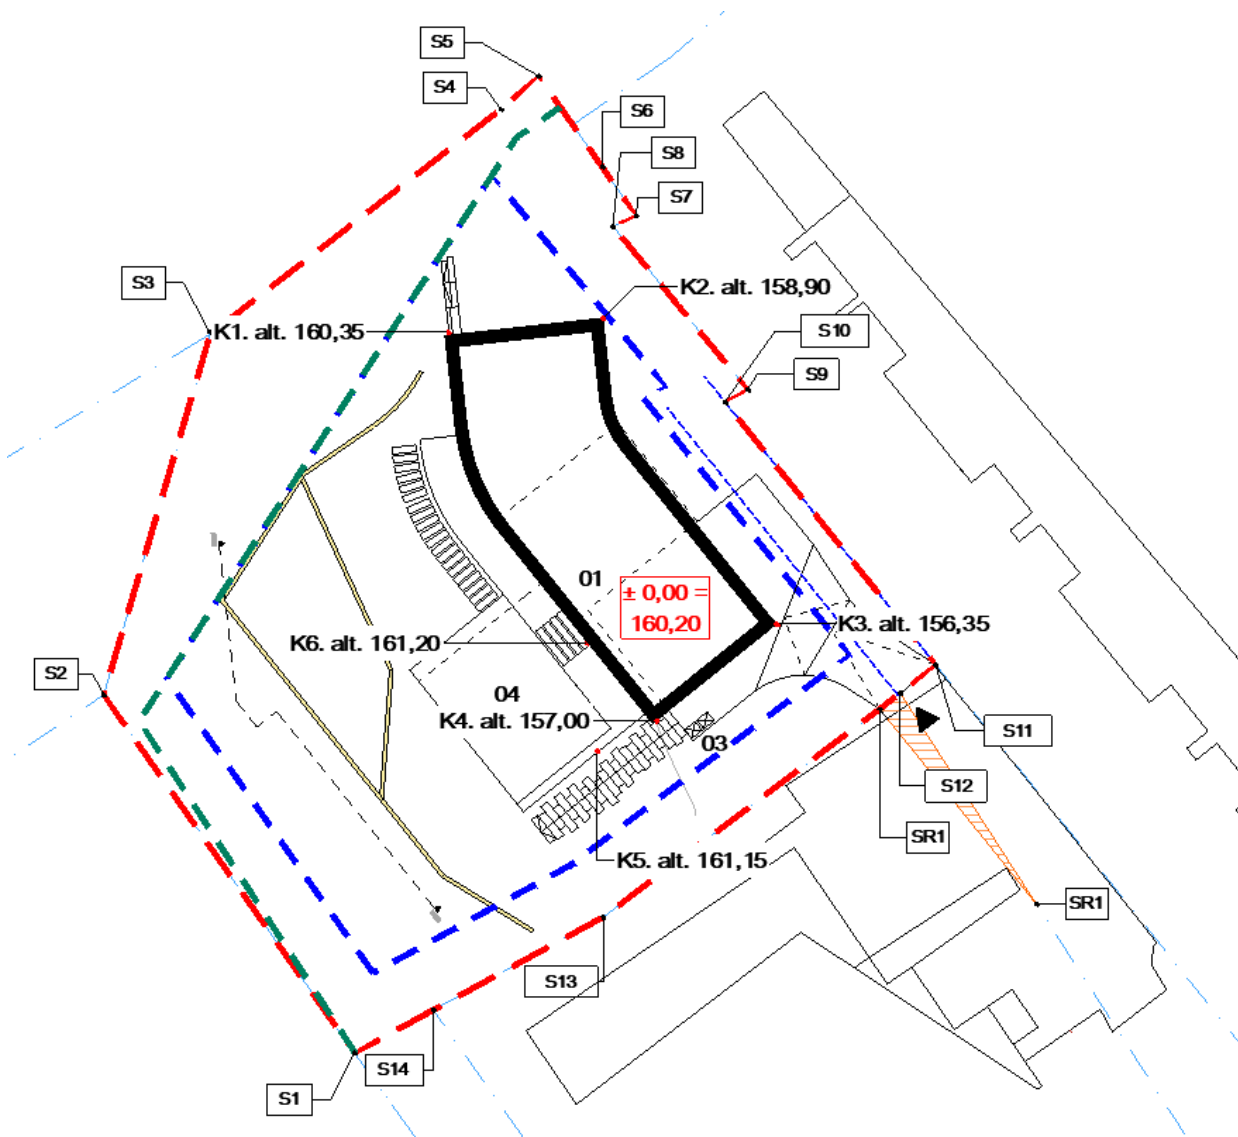 S5
S4
S6
S8
S7
S3
K2. alt. 158,90
K1. alt. 160,35
S10
S9
01
± 0,00 =
160,20
K3. alt. 156,35
K6. alt. 161,20
S2
04
K4. alt. 157,00
03
S11
S12
SR1
K5. alt. 161,15
SR1
S13
S14
S1